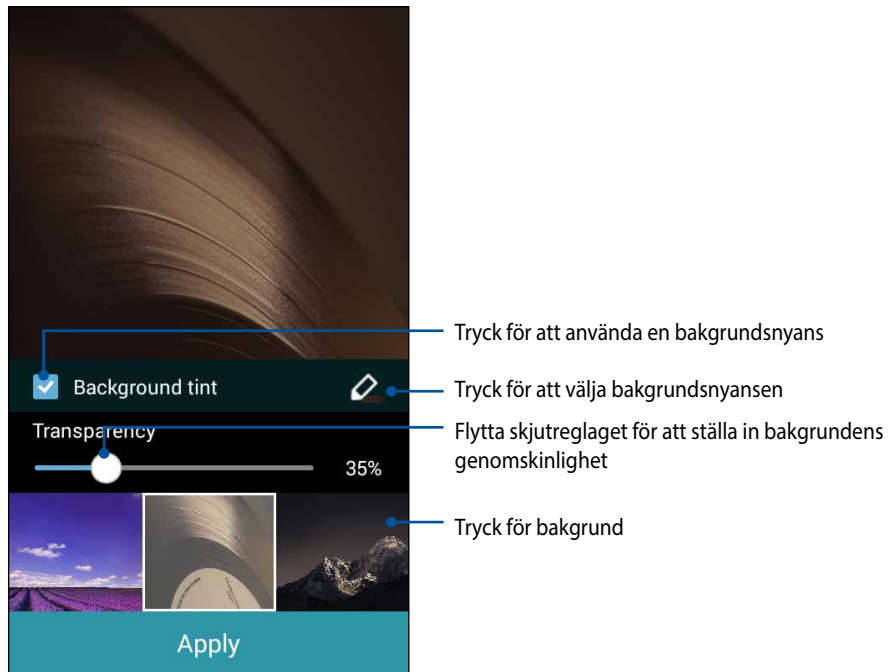 Tryck för att använda en bakgrundsnyans
Background tint
Tryck för att välja bakgrundsnyansen
Transparency
Flytta skjutreglaget för att ställa in bakgrundens
genomskinlighet
35%
Tryck för bakgrund
Apply